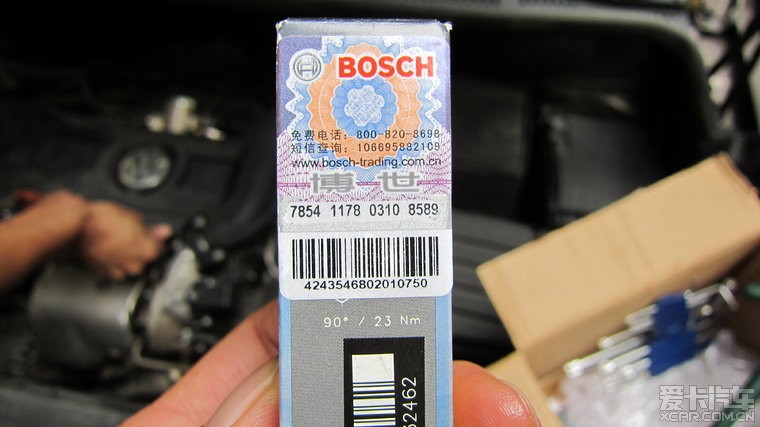 BOSCH
免费电话: 800-820-8698
短信查询: 106695882109
www.bosch-trading.com.cn
博世
7854 1178 0310 8589
4243546802010750
90° / 23 Nm
52462
爱卡汽车
XCAR.COM.CN